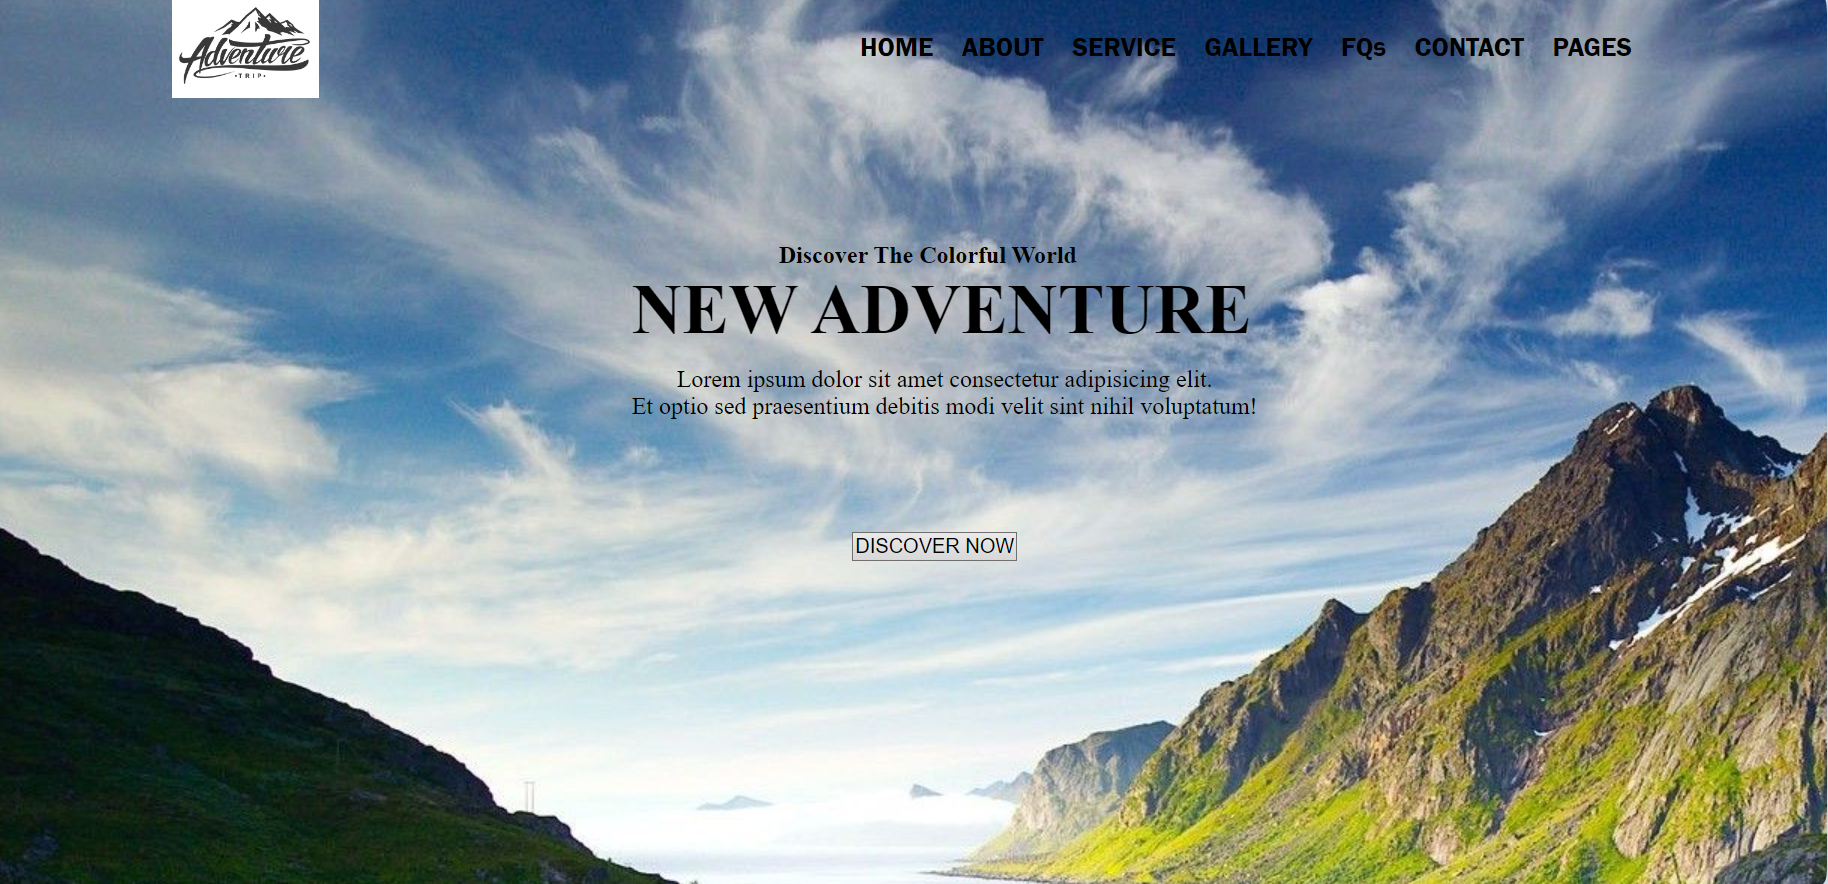 Adventure
TRIP
HOME ABOUT SERVICE GALLERY FQs CONTACT PAGES
Discover The Colorful World
NEW ADVENTURE
Lorem ipsum dolor sit amet consectetur adipisicing elit.
Et optio sed praesentium debitis modi velit sint nihil voluptatum!
DISCOVER NOW